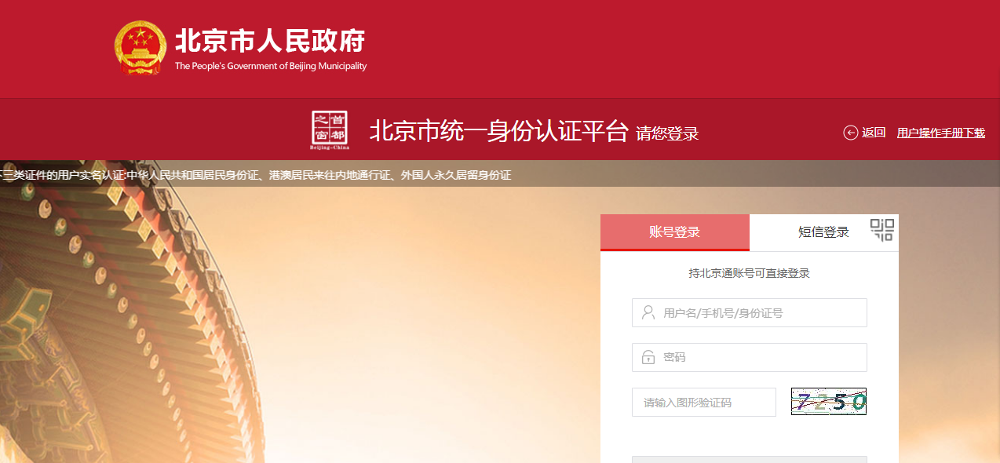 北京市人民政府
The People's Government of Beijing Municipality
首都之窗
Beijing-China
北京市统一身份认证平台 请您登录
返回 用户操作手册下载
三类证件的用户实名认证:中华人民共和国居民身份证、港澳居民来往内地通行证、外国人永久居留身份证
账号登录 短信登录
持北京通账号可直接登录
用户名/手机号/身份证号
密码
请输入图形验证码 7250